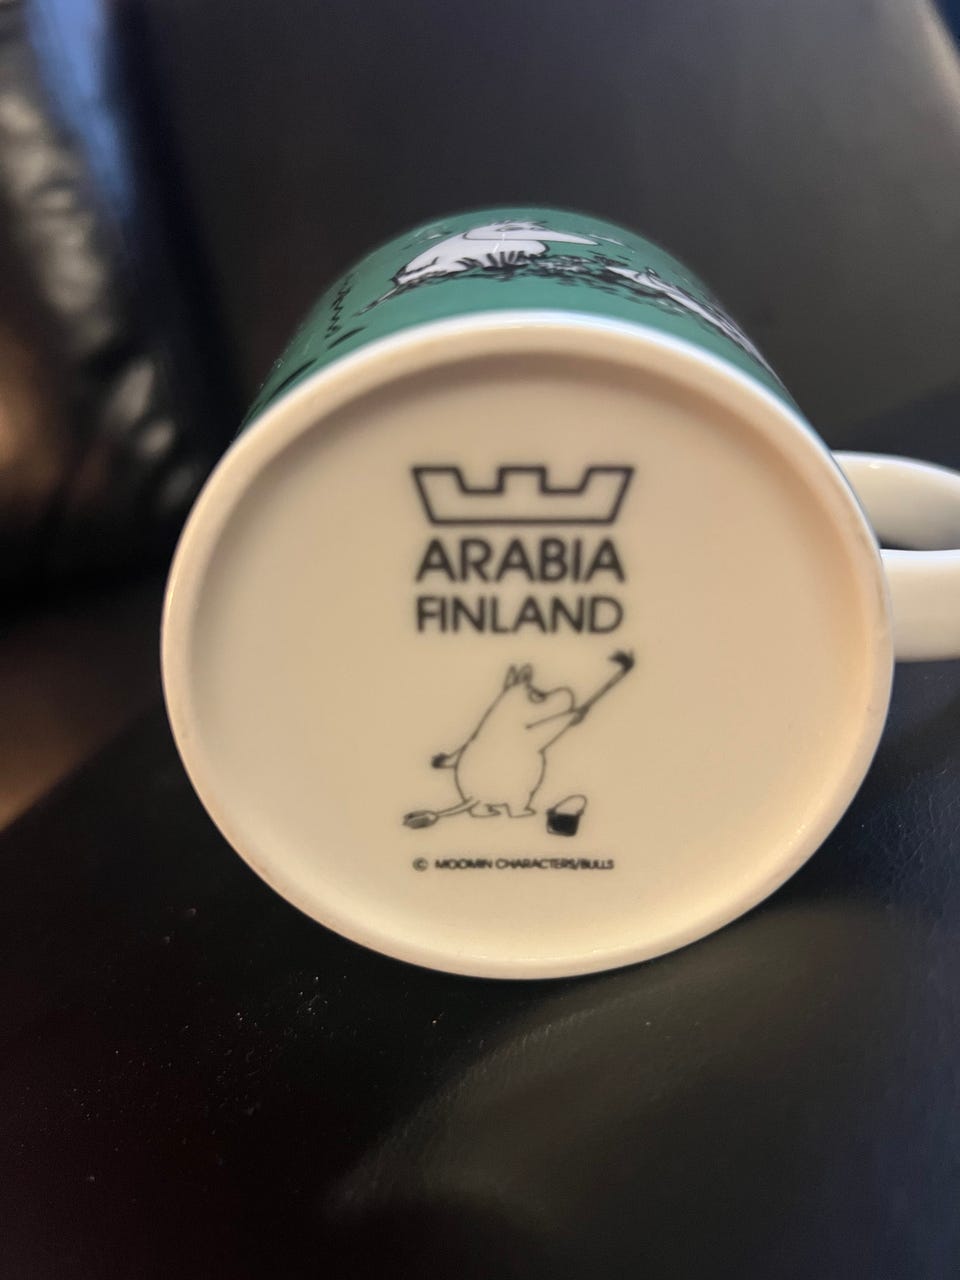 ARABIA
FINLAND
© MOOMIN CHARACTERS/BULLS